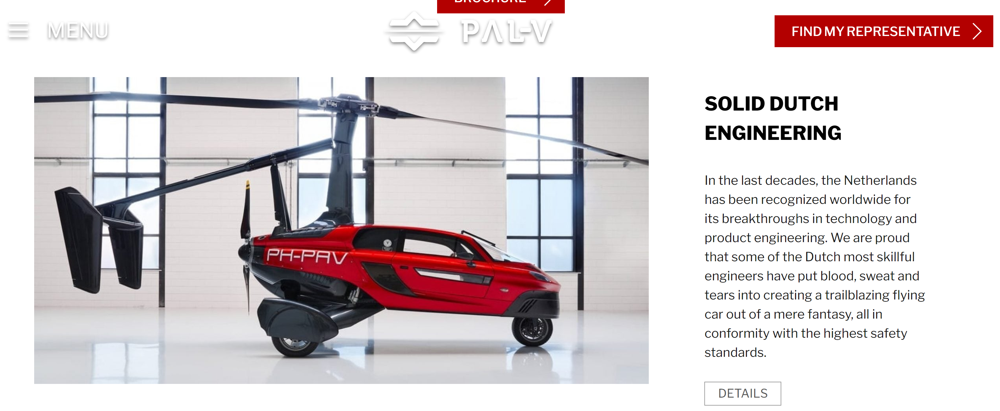 BROCHURE
MENU
PAL-V
FIND MY REPRESENTATIVE
PH-PAV
SOLID DUTCH
ENGINEERING
In the last decades, the Netherlands
has been recognized worldwide for
its breakthroughs in technology and
product engineering. We are proud
that some of the Dutch most skillful
engineers have put blood, sweat and
tears into creating a trailblazing flying
car out of a mere fantasy, all in
conformity with the highest safety
standards.
DETAILS